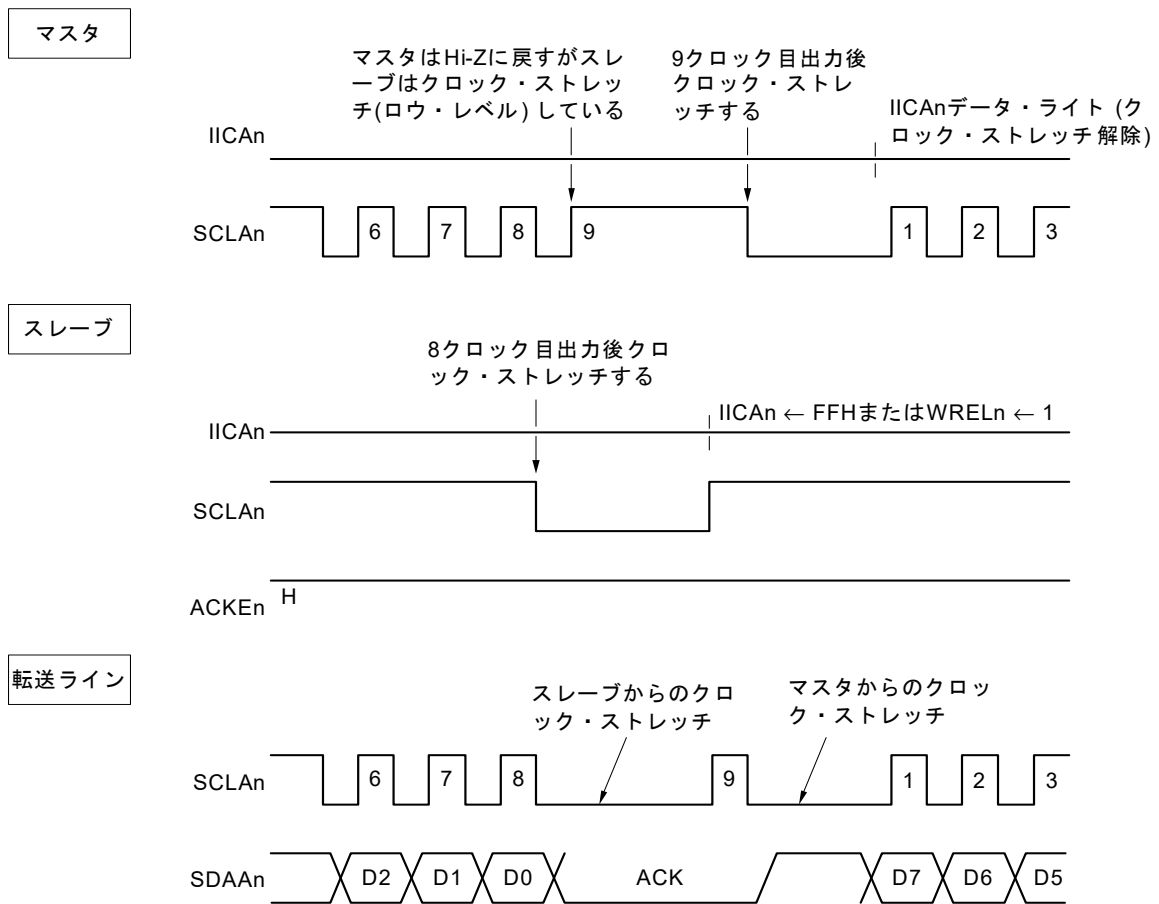 マスタ
マスタはHi-Zに戻すがスレ
ーブはクロック・ストレッ
チ(ロウ・レベル) している
9クロック目出力後
クロック・ストレ
ッチする
IICAnデータ・ライト (ク
ロック・ストレッチ解除)
IICAn
SCLAn
6
7
8
9
1
2
3
スレーブ
8クロック目出力後クロ
ック・ストレッチする
IICAn ← FFHまたはWRELn ← 1
IICAn
SCLAn
ACKEn
H
転送ライン
スレーブからのクロ
ック・ストレッチ
マスタからのクロッ
ク・ストレッチ
SCLAn
6
7
8
9
1
2
3
SDAAn
D2
D1
D0
ACK
D7
D6
D5